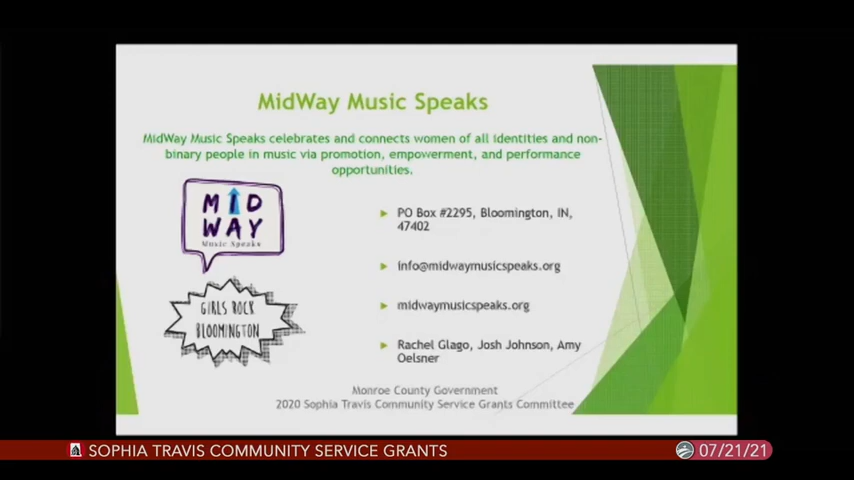 MidWay Music Speaks
MidWay Music Speaks celebrates and connects women of all identities and non-
binary people in music via promotion, empowerment, and performance
opportunities.
MID
WAY
Music Speaks
GIRLS ROCK
BLOOMINGTON
PO Box #2295, Bloomington, IN,
47402
info@midwaymusicspeaks.org
midwaymusicspeaks.org
Rachel Glago, Josh Johnson, Amy
Oelsner
Monroe County Government
2020 Sophia Travis Community Service Grants Committee
SOPHIA TRAVIS COMMUNITY SERVICE GRANTS
07/21/21